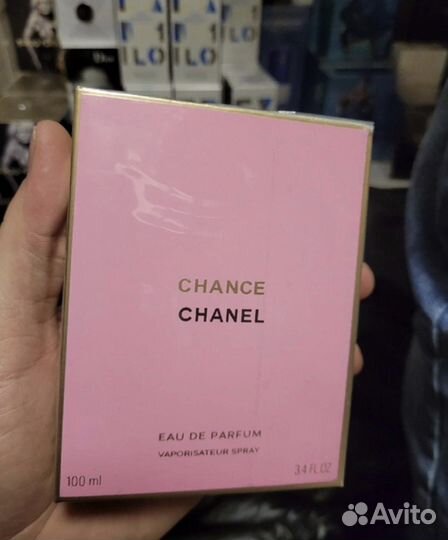 CHANCE
CHANEL
EAU DE PARFUM
VAPORISATEUR SPRAY
100 ml
3.4 FL.OZ
Avito